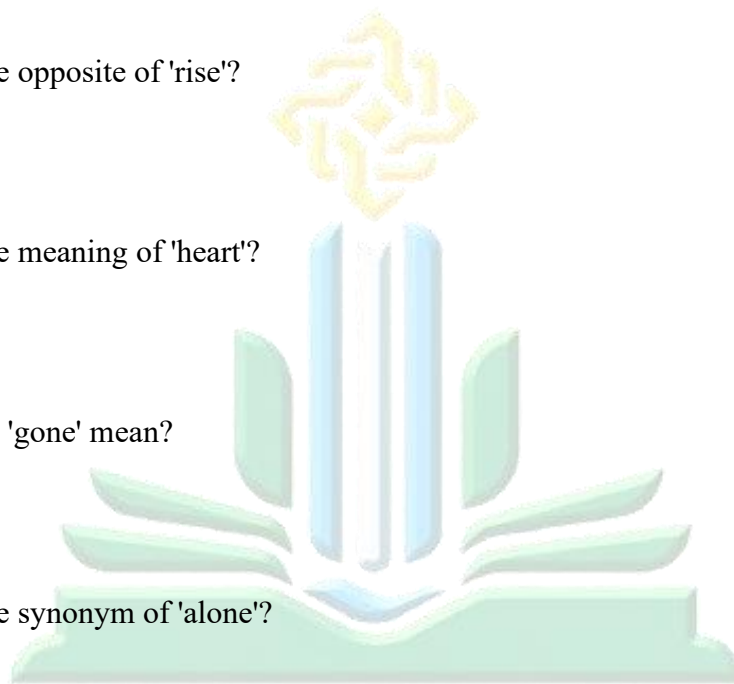 e opposite of 'rise'?
e meaning of 'heart'?
'gone' mean?
e synonym of 'alone'?